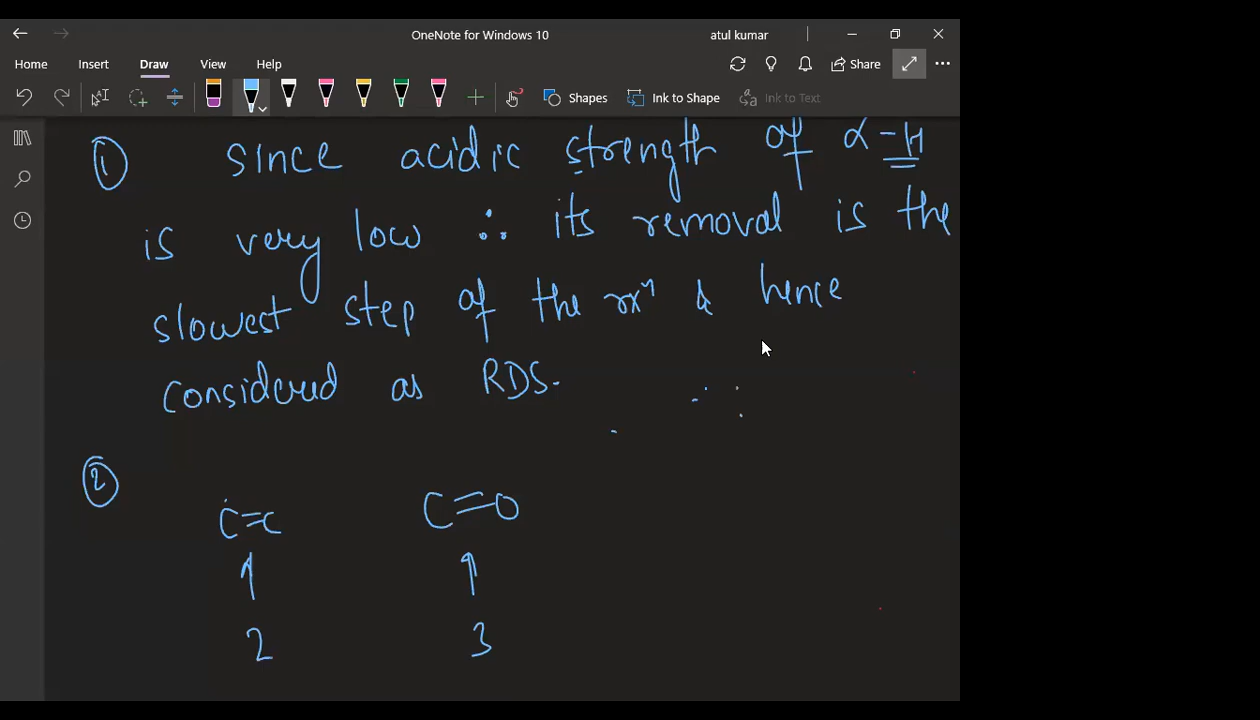 OneNote for Windows 10
atul kumar
Home Insert Draw View Help
Share
Shapes
Ink to Shape
Ink to Text
① since acidic strength of α-H
is very low ∴ its removal is the
slowest step of the rxⁿ & hence
considered as RDS.
②
C=C C=O
↑ ↑
2 3